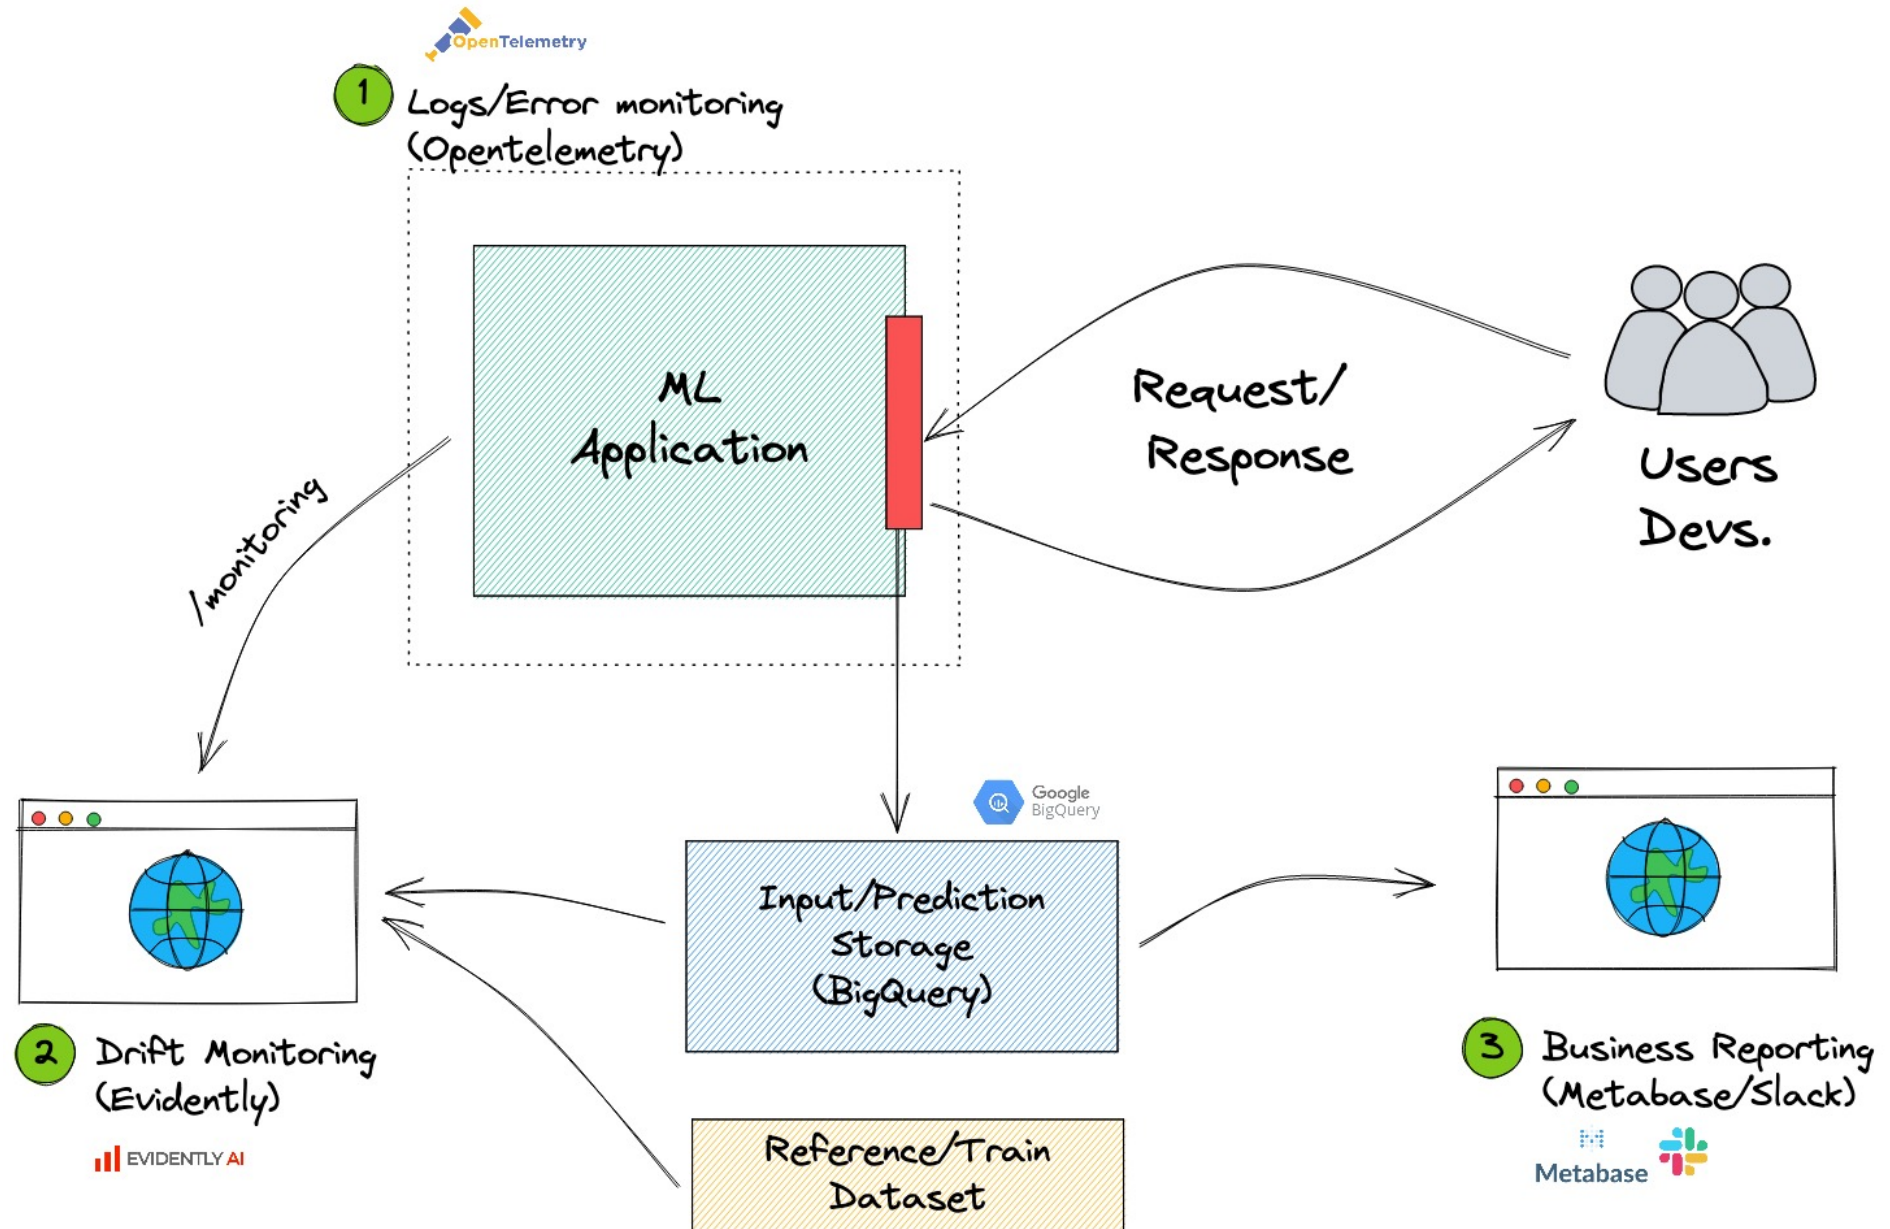 OpenTelemetry
1
Logs/Error monitoring
(Opentelemetry)
ML
Application
Request/
Response
Users
Devs.
/monitoring
Google
BigQuery
Input/Prediction
Storage
(BigQuery)
2
Drift Monitoring
(Evidently)
EVIDENTLY AI
3
Business Reporting
(Metabase/Slack)
Metabase
Reference/Train
Dataset